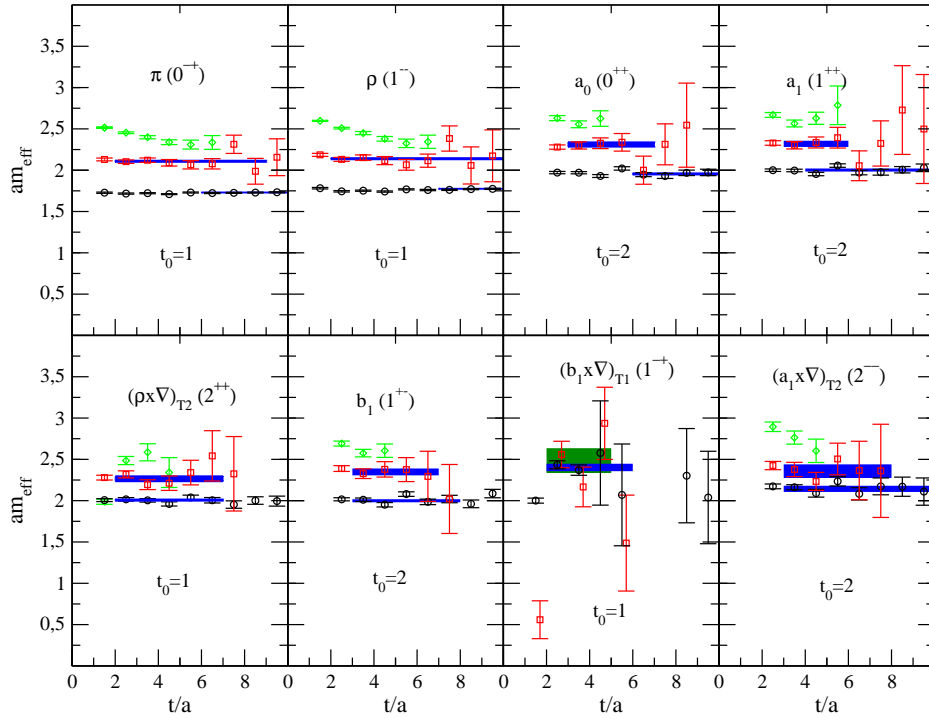 am_eff
4
3,5
3
2,5
2
1,5
1
0,5
π (0⁻⁺)
t₀=1
ρ (1⁻⁻)
t₀=1
a₀ (0⁺⁺)
t₀=2
a₁ (1⁺⁺)
t₀=2
am_eff
3,5
3
2,5
2
1,5
1
0,5
(ρx∇)_T2 (2⁺⁺)
t₀=1
b₁ (1⁺⁻)
t₀=2
(b₁x∇)_T1 (1⁻⁺)
t₀=1
(a₁x∇)_T2 (2⁻⁻)
t₀=2
0 2 4 6 8 0 2 4 6 8 0 2 4 6 8 0 2 4 6 8
t/a t/a t/a t/a